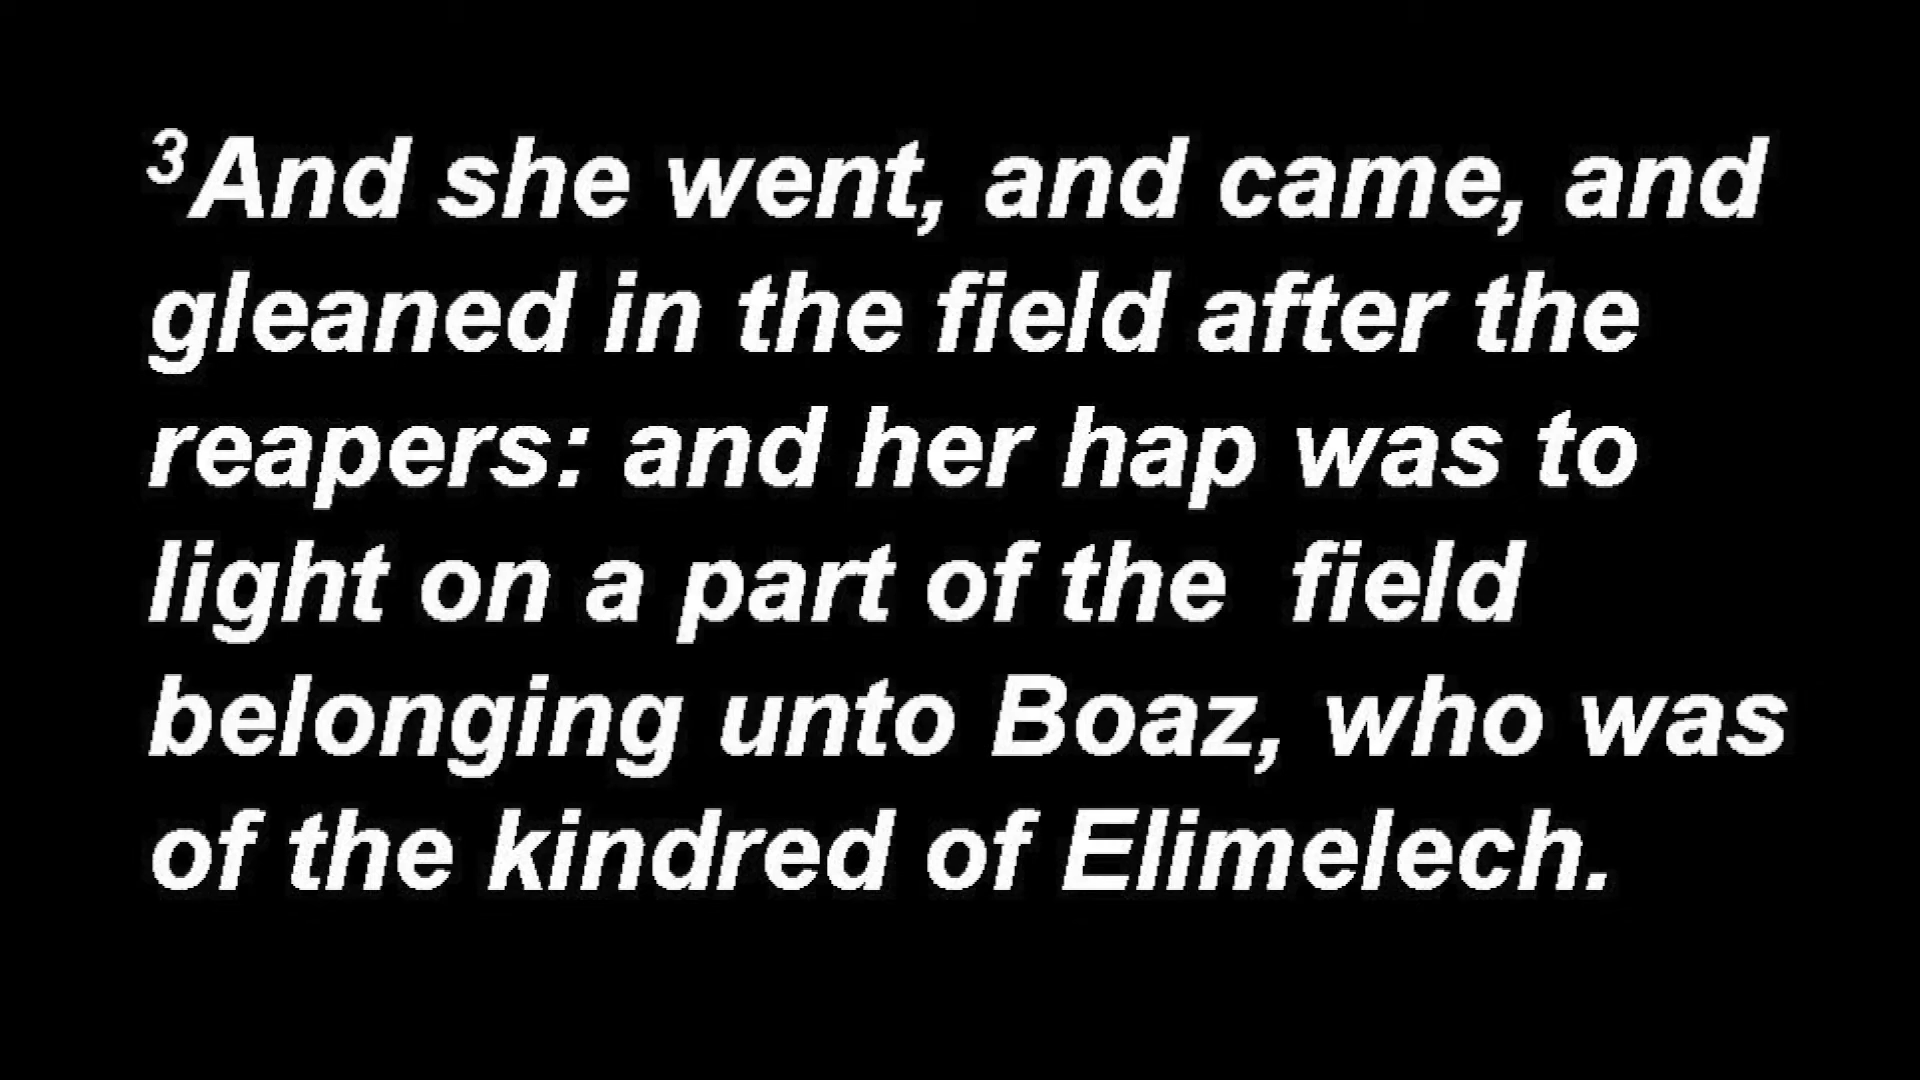 ³And she went, and came, and
gleaned in the field after the
reapers: and her hap was to
light on a part of the  field
belonging unto Boaz, who was
of the kindred of Elimelech.